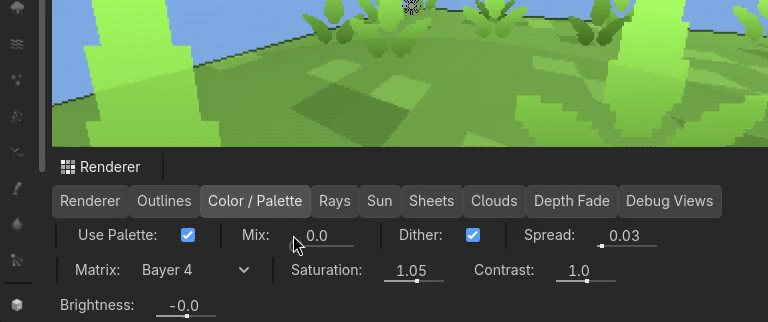 Renderer
Renderer Outlines Color / Palette Rays Sun Sheets Clouds Depth Fade Debug Views
Use Palette: Mix: 0.0 Dither: Spread: 0.03
Matrix: Bayer 4 Saturation: 1.05 Contrast: 1.0
Brightness: -0.0